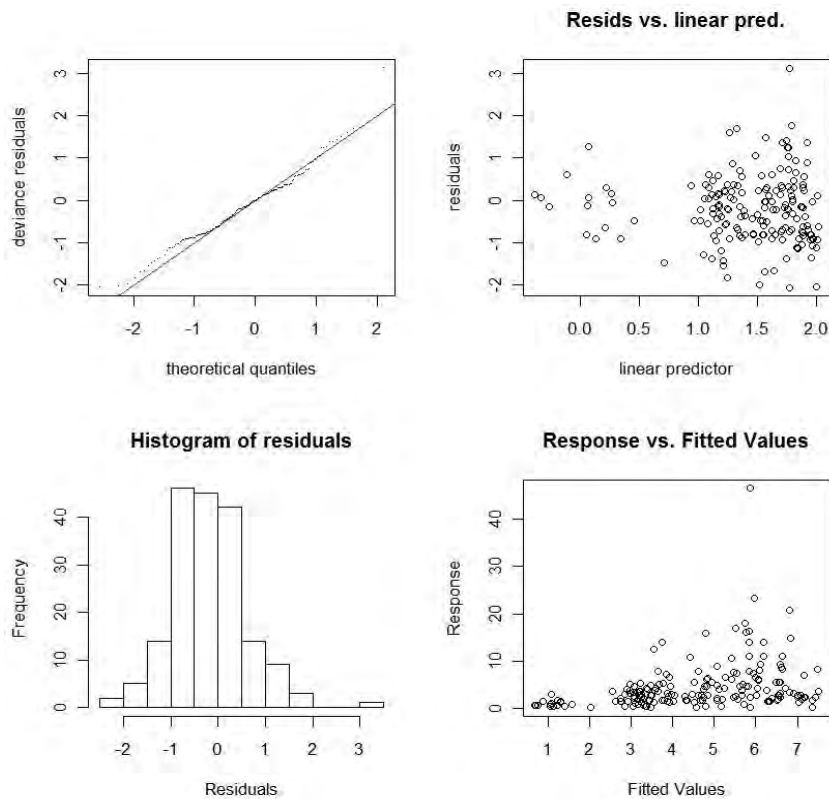 deviance residuals
3
2
1
0
-1
-2
-2 -1 0 1 2
theoretical quantiles
Resids vs. linear pred.
residuals
3
2
1
0
-1
-2
0.0 0.5 1.0 1.5 2.0
linear predictor
Histogram of residuals
Frequency
40
30
20
10
0
-2 -1 0 1 2 3
Residuals
Response vs. Fitted Values
Response
40
30
20
10
0
1 2 3 4 5 6 7
Fitted Values